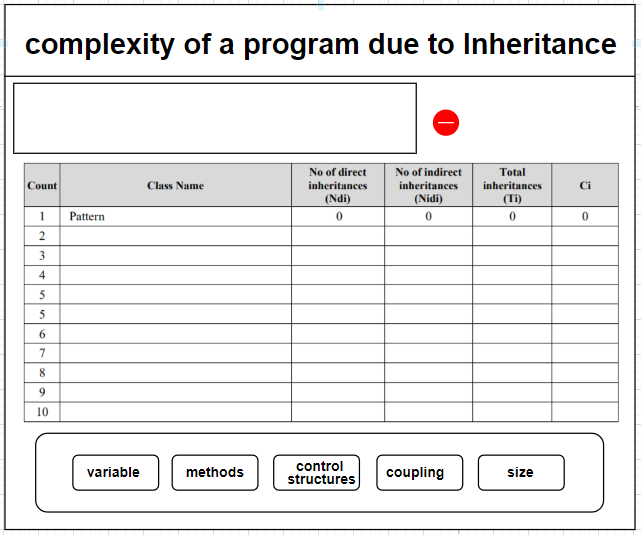 complexity of a program due to Inheritance
Count Class Name No of direct inheritances (Ndi) No of indirect inheritances (Nidi) Total inheritances (Ti) Ci
1 Pattern 0 0 0 0
2
3
4
5
5
6
7
8
9
10
variable methods control structures coupling size